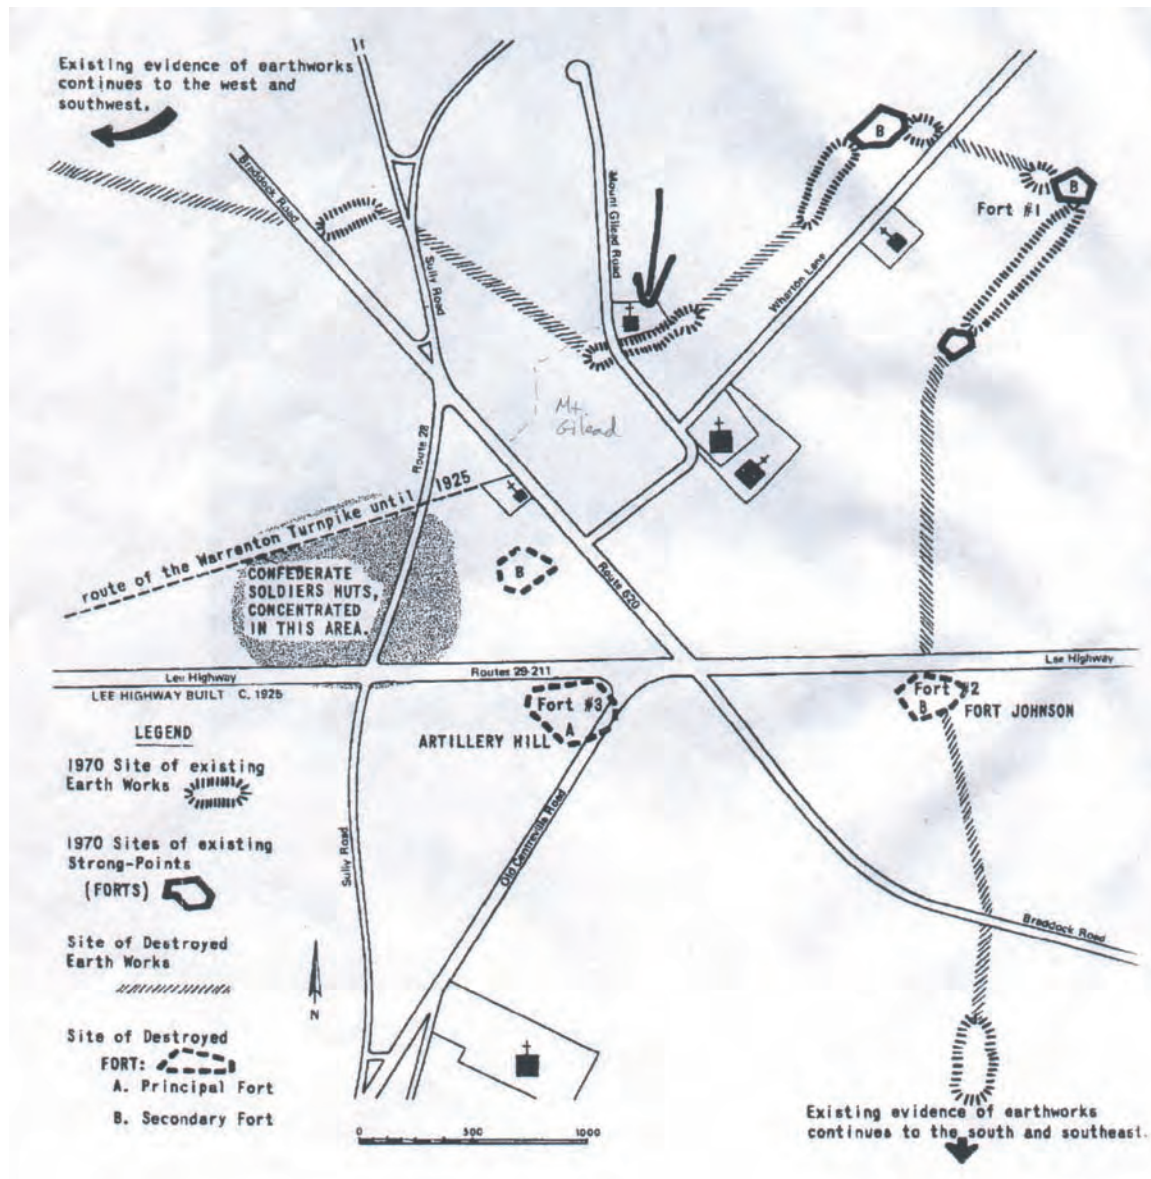 Existing evidence of earthworks
continues to the west and
southwest.
Braddock Road
Sully Road
Mount Gilead Road
Wharton Lane
B
B
Fort #1
Mt.
Gilead
Route 28
route of the Warrenton Turnpike until 1925
CONFEDERATE
SOLDIERS HUTS,
CONCENTRATED
IN THIS AREA.
B
Route 620
Lee Highway
Routes 29-211
Lee Highway
LEE HIGHWAY BUILT C. 1925
Fort #3
A
ARTILLERY HILL
Fort #2
B
FORT JOHNSON
LEGEND
1970 Site of existing
Earth Works
1970 Sites of existing
Strong-Points
(FORTS)
Site of Destroyed
Earth Works
Site of Destroyed
FORT:
A. Principal Fort
B. Secondary Fort
Sully Road
Old Centreville Road
Braddock Road
N
0 500 1000
Existing evidence of earthworks
continues to the south and southeast.